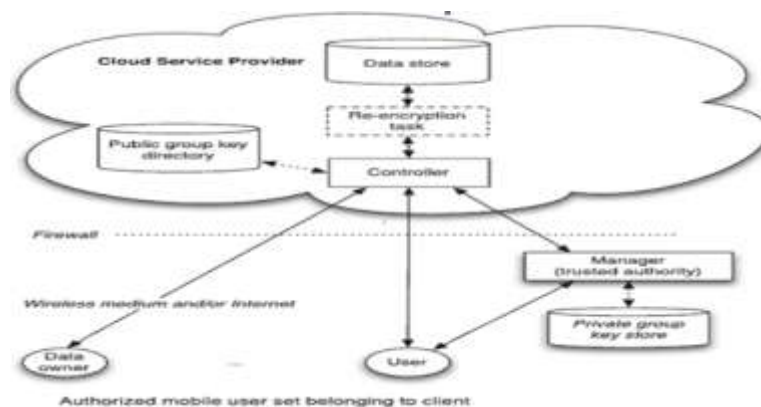 Cloud Service Provider
Data store
Re-encryption
task
Public group key
directory
Controller
Firewall
Manager
(trusted authority)
Wireless medium and/or Internet
Private group
key store
Data
owner
User
Authorized mobile user set belonging to client